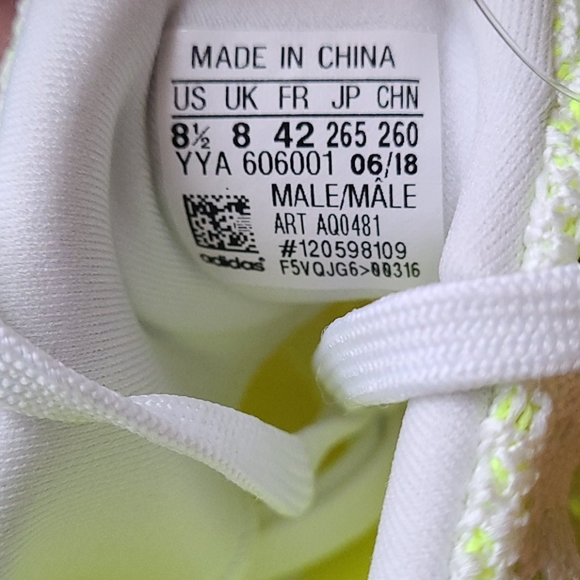 MADE IN CHINA
US UK FR JP CHN
8½ 8 42 265 260
YYA 606001 06/18
MALE/MÂLE
ART AQ0481
#120598109
adidas F5VQJG6>00316